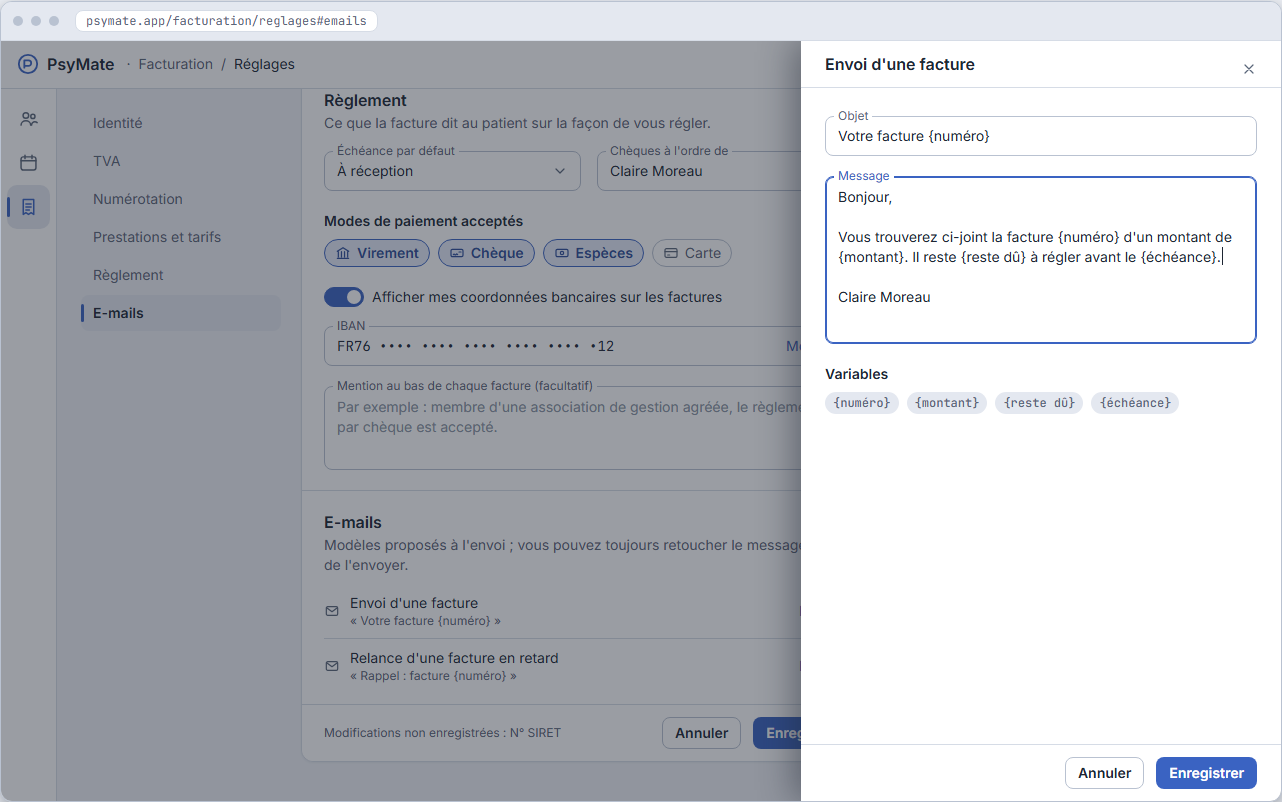 psymate.app/facturation/reglages#emails
PsyMate · Facturation / Réglages
Identité
TVA
Numérotation
Prestations et tarifs
Règlement
E-mails
Règlement
Ce que la facture dit au patient sur la façon de vous régler.
Échéance par défaut
À réception
Chèques à l'ordre de
Claire Moreau
Modes de paiement acceptés
Virement
Chèque
Espèces
Carte
Afficher mes coordonnées bancaires sur les factures
IBAN
FR76 •••• •••• •••• •••• •••• •12
Mention au bas de chaque facture (facultatif)
Par exemple : membre d'une association de gestion agréée, le règleme
par chèque est accepté.
E-mails
Modèles proposés à l'envoi ; vous pouvez toujours retoucher le message
de l'envoyer.
Envoi d'une facture
« Votre facture {numéro} »
Relance d'une facture en retard
« Rappel : facture {numéro} »
Modifications non enregistrées : N° SIRET
Annuler
Enreg
Envoi d'une facture
Objet
Votre facture {numéro}
Message
Bonjour,
Vous trouverez ci-joint la facture {numéro} d'un montant de
{montant}. Il reste {reste dû} à régler avant le {échéance}.
Claire Moreau
Variables
{numéro}
{montant}
{reste dû}
{échéance}
Annuler
Enregistrer